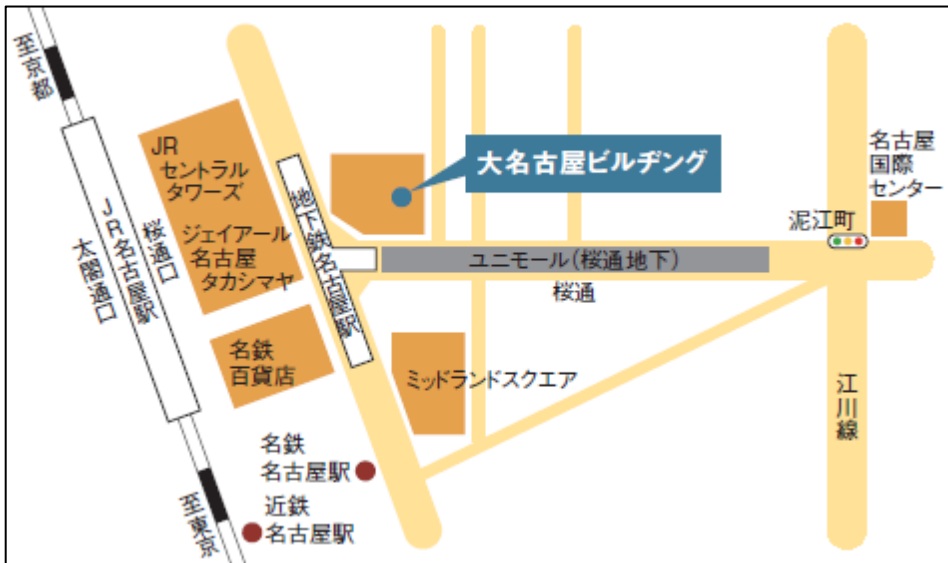 至京都
JR
セントラル
タワーズ
ジェイアール
名古屋
タカシマヤ
桜通口
JR名古屋駅
太閤通口
地下鉄名古屋駅
大名古屋ビルヂング
名古屋
国際
センター
泥江町
ユニモール(桜通地下)
桜通
名鉄
百貨店
ミッドランドスクエア
江川線
名鉄
名古屋駅
近鉄
名古屋駅
至東京